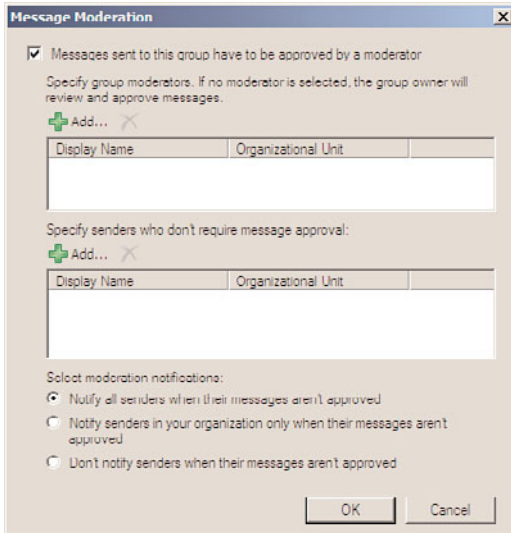 Message Moderation
Messages sent to this group have to be approved by a moderator
Specify group moderators. If no moderator is selected, the group owner will
review and approve messages.
Add...
Display Name Organizational Unit
Specify senders who don't require message approval:
Add...
Display Name Organizational Unit
Select moderation notifications:
Notify all senders when their messages aren't approved
Notify senders in your organization only when their messages aren't
approved
Don't notify senders when their messages aren't approved
OK Cancel